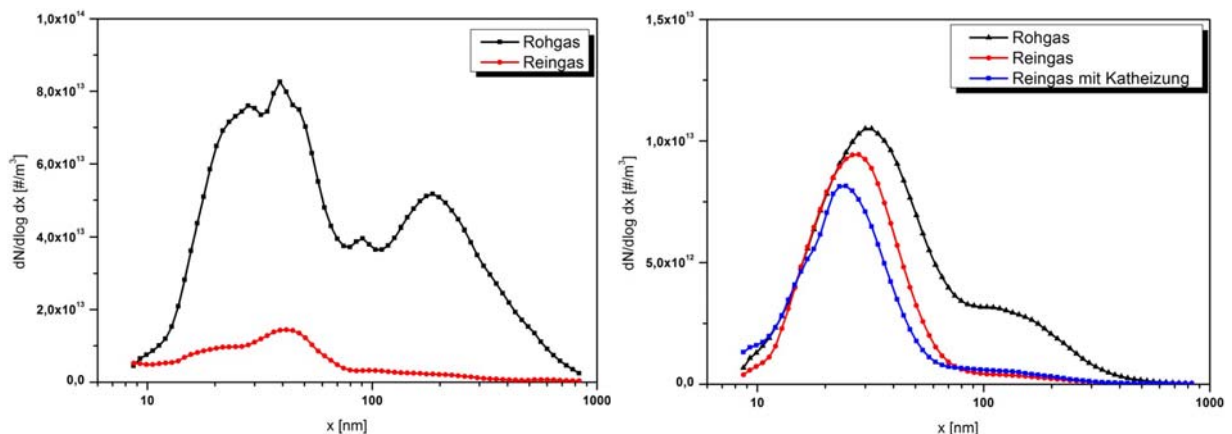 1,0x10¹⁴
8,0x10¹³
6,0x10¹³
4,0x10¹³
2,0x10¹³
0,0
dN/dlog dx [#/m³]
Rohgas
Reingas
10
100
1000
x [nm]
1,5x10¹³
1,0x10¹³
5,0x10¹²
0,0
dN/dlog dx [#/m³]
Rohgas
Reingas
Reingas mit Katheizung
10
100
1000
x [nm]